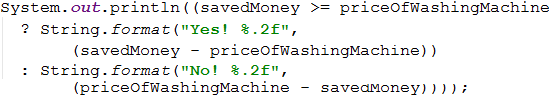 System.out.println((savedMoney >= priceOfWashingMachine
? String.format("Yes! %.2f",
(savedMoney - priceOfWashingMachine))
: String.format("No! %.2f",
(priceOfWashingMachine - savedMoney))));